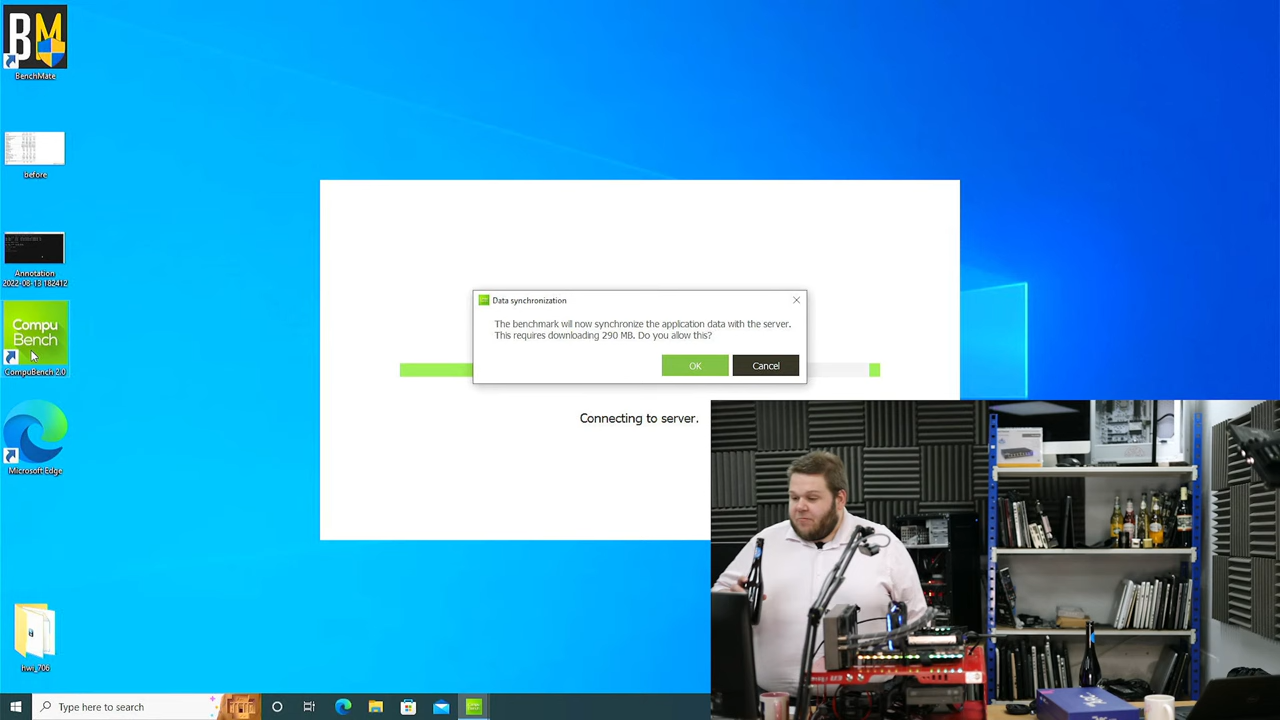 BM
BenchMate
before
Annotation
2022-08-13 182412
Compu
Bench
CompuBench 2.0
Microsoft Edge
hwi_706
Data synchronization
The benchmark will now synchronize the application data with the server.
This requires downloading 290 MB. Do you allow this?
OK
Cancel
Connecting to server.
Type here to search